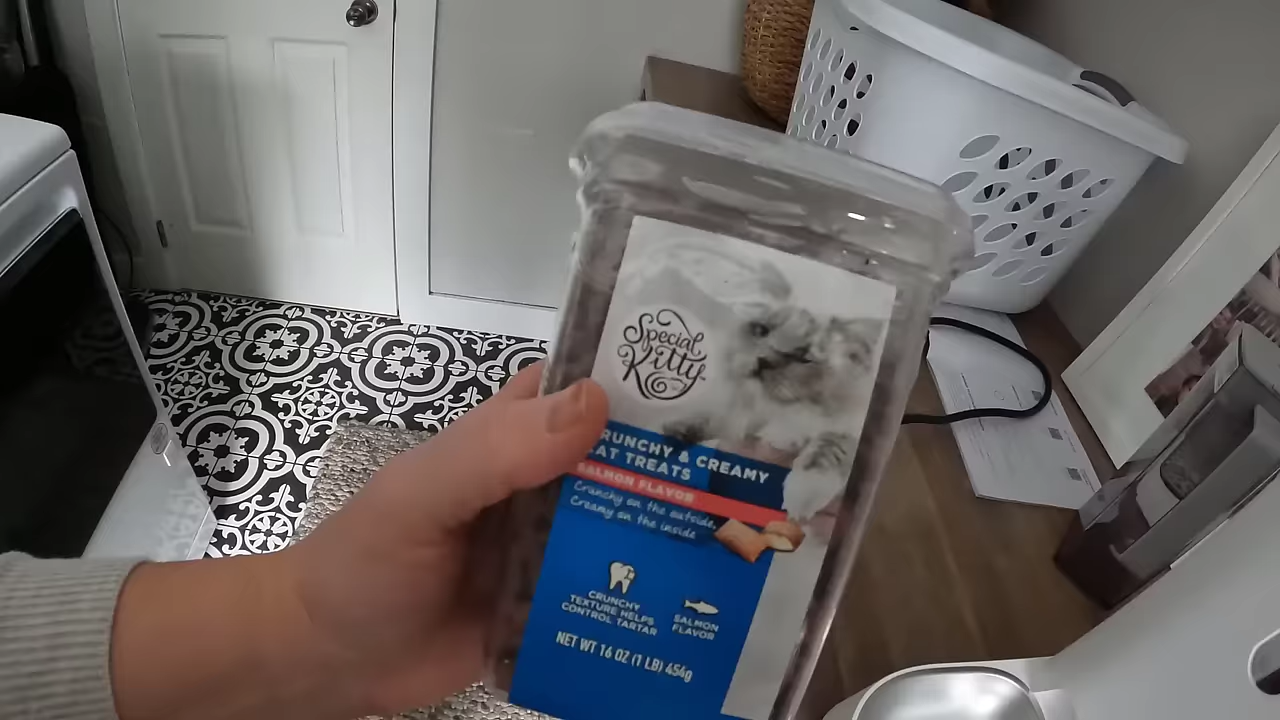 Special
Kitty
RUNCHY & CREAMY
AT TREATS
SALMON FLAVOR
Crunchy on the outside,
Creamy on the inside
CRUNCHY
TEXTURE HELPS
CONTROL TARTAR
SALMON
FLAVOR
NET WT 16 OZ (1 LB) 454g